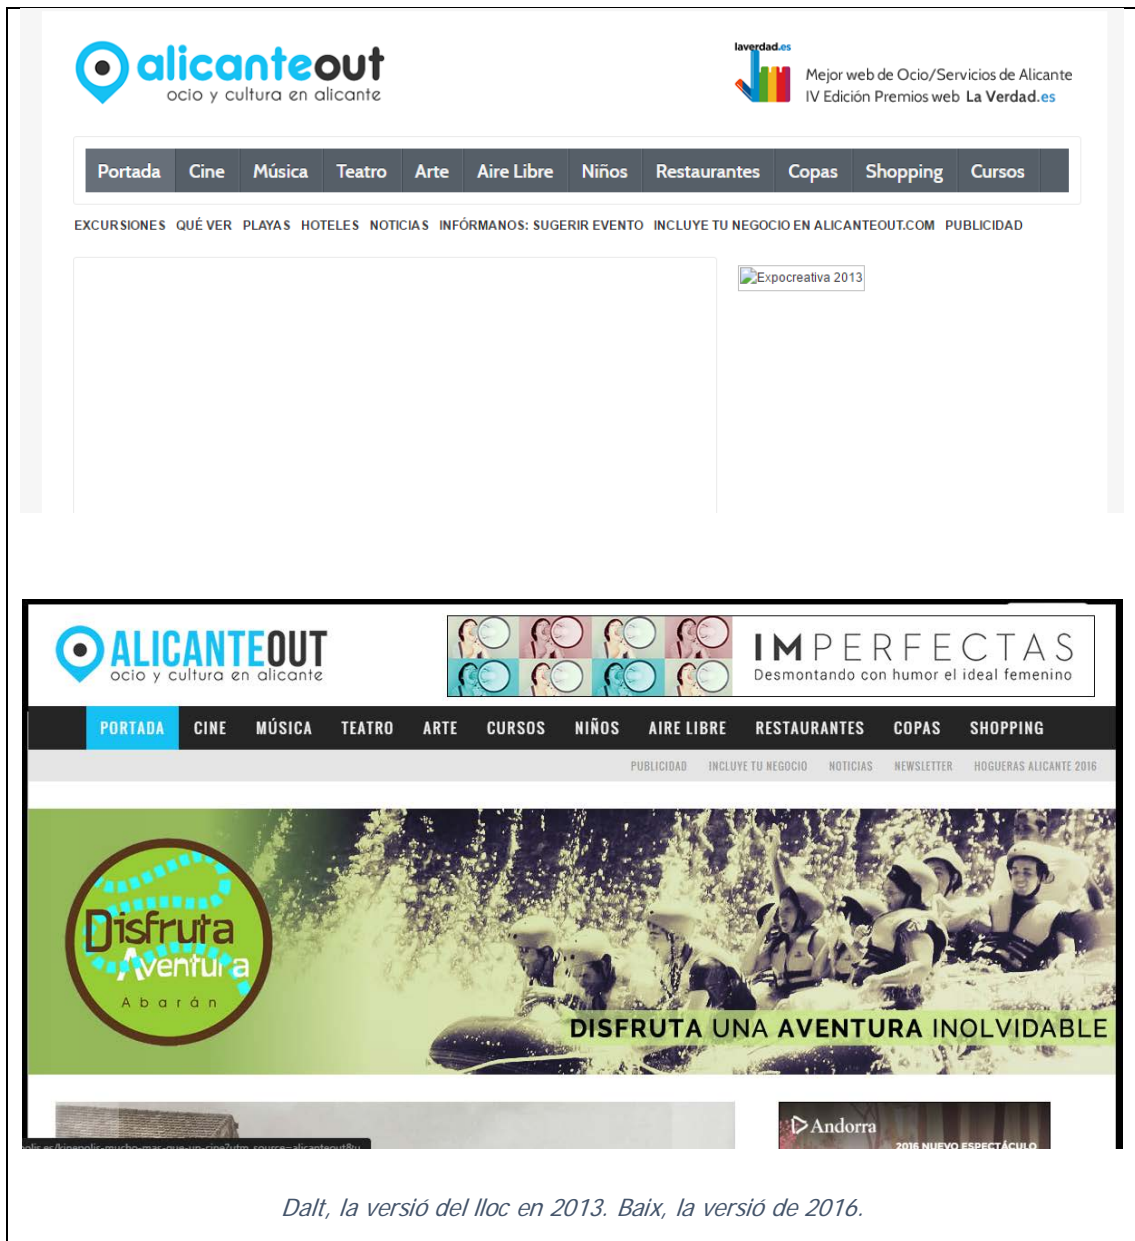 alicanteout
ocio y cultura en alicante
laverdad.es
Mejor web de Ocio/Servicios de Alicante
IV Edición Premios web La Verdad.es
Portada Cine Música Teatro Arte Aire Libre Niños Restaurantes Copas Shopping Cursos
EXCURSIONES QUÉ VER PLAYAS HOTELES NOTICIAS INFÓRMANOS: SUGERIR EVENTO INCLUYE TU NEGOCIO EN ALICANTEOUT.COM PUBLICIDAD
Expocreativa 2013
ALICANTEOUT
ocio y cultura en alicante
IMPERFECTAS
Desmontando con humor el ideal femenino
PORTADA CINE MÚSICA TEATRO ARTE CURSOS NIÑOS AIRE LIBRE RESTAURANTES COPAS SHOPPING
PUBLICIDAD INCLUYE TU NEGOCIO NOTICIAS NEWSLETTER HOGUERAS ALICANTE 2016
Disfruta
Aventura
Abarán
DISFRUTA UNA AVENTURA INOLVIDABLE
Andorra
2016 NUEVO ESPECTÁCULO
Dalt, la versió del lloc en 2013. Baix, la versió de 2016.